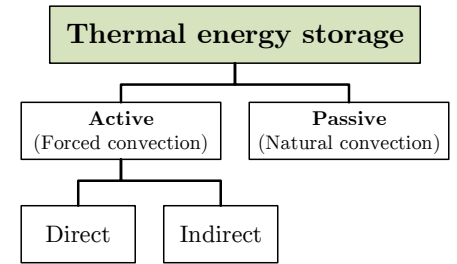 Thermal energy storage
Active
(Forced convection)
Passive
(Natural convection)
Direct
Indirect